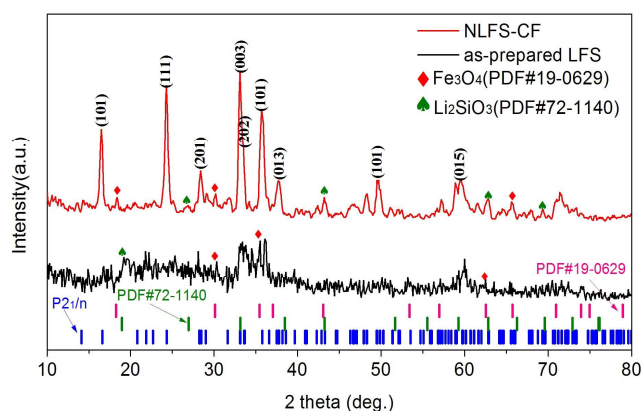 NLFS-CF
as-prepared LFS
Fe₃O₄(PDF#19-0629)
Li₂SiO₃(PDF#72-1140)
(101)
(111)
(201)
(003)
(202)
(101)
(013)
(101)
(015)
Intensity(a.u.)
PDF#19-0629
PDF#72-1140
P2₁/n
10 20 30 40 50 60 70 80
2 theta (deg.)